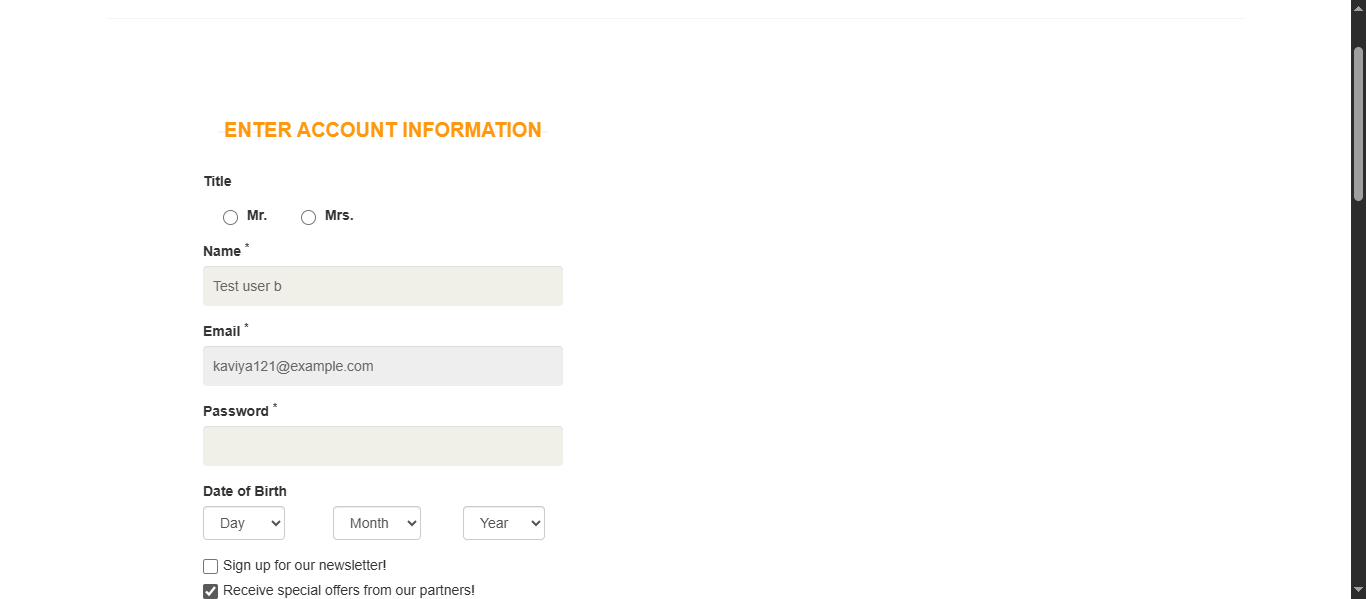 ENTER ACCOUNT INFORMATION
Title
Mr. Mrs.
Name *
Test user b
Email *
kaviya121@example.com
Password *
Date of Birth
Day Month Year
Sign up for our newsletter!
Receive special offers from our partners!